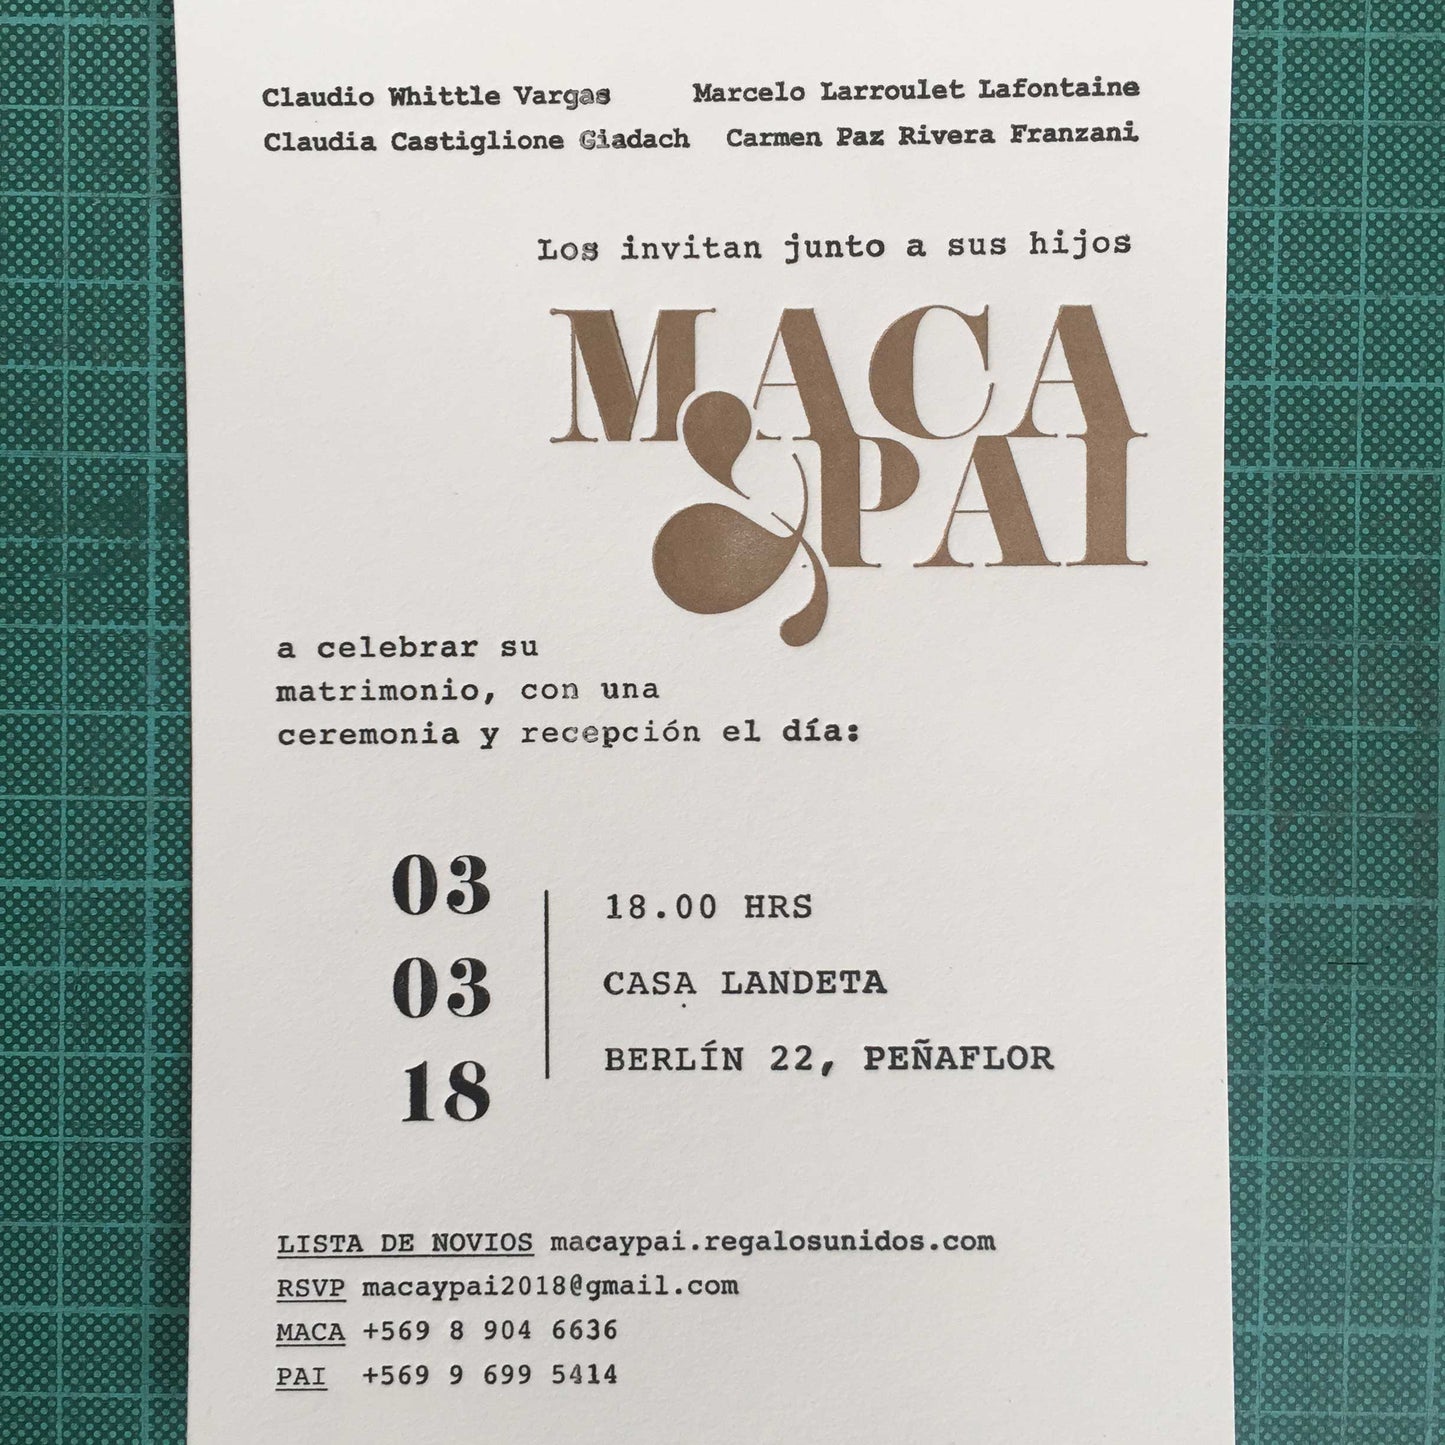 Claudio Whittle Vargas Marcelo Larroulet Lafontaine
Claudia Castiglione Giadach Carmen Paz Rivera Franzani
Los invitan junto a sus hijos
MACA
& PAI
a celebrar su
matrimonio, con una
ceremonia y recepción el día:
03
03
18
18.00 HRS
CASA LANDETA
BERLÍN 22, PEÑAFLOR
LISTA DE NOVIOS macaypai.regalosunidos.com
RSVP macaypai2018@gmail.com
MACA +569 8 904 6636
PAI +569 9 699 5414